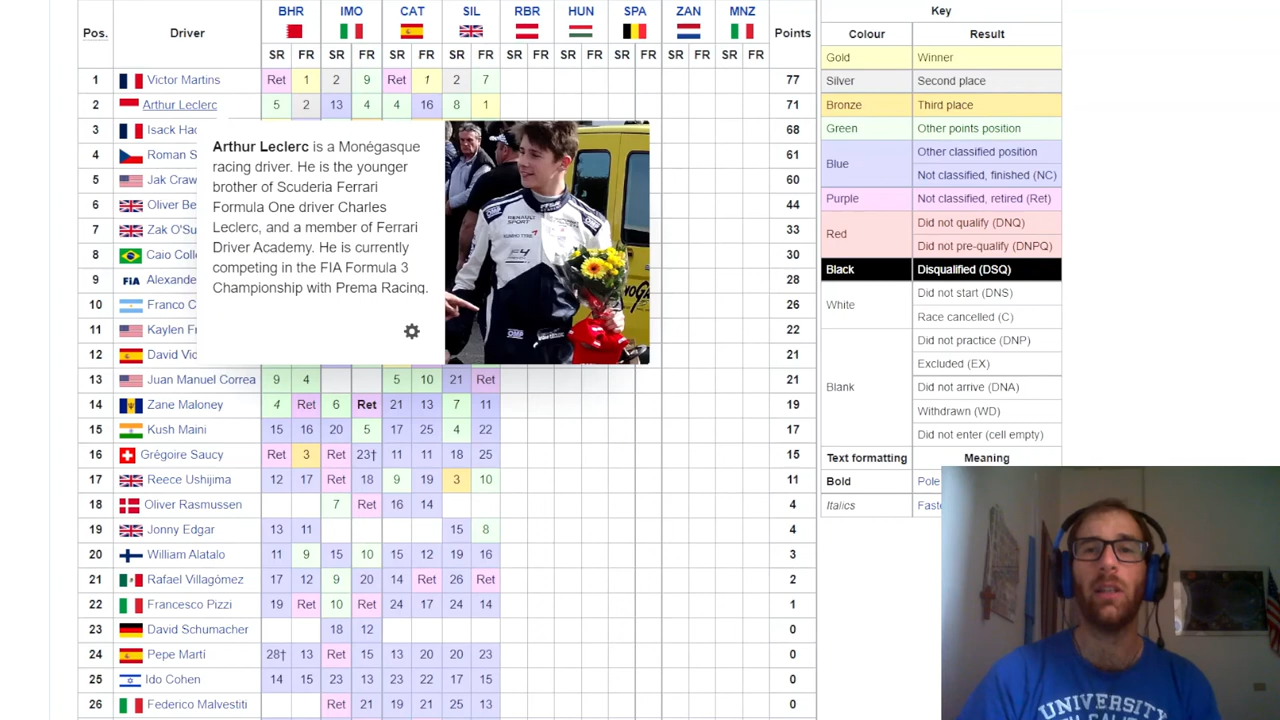 BHR IMO CAT SIL RBR HUN SPA ZAN MNZ
Pos. Driver Points
SR FR SR FR SR FR SR FR SR FR SR FR SR FR SR FR SR FR
1 Victor Martins Ret 1 2 9 Ret 1 2 7 77
2 Arthur Leclerc 5 2 13 4 4 16 8 1 71
3 Isack Hac 68
4 Roman S 61
5 Jak Craw 60
6 Oliver Be 44
7 Zak O'Su 33
8 Caio Coll 30
9 FIA Alexande 28
10 Franco C 26
11 Kaylen Fr 22
12 David Vid 21
Arthur Leclerc is a Monégasque
racing driver. He is the younger
brother of Scuderia Ferrari
Formula One driver Charles
Leclerc, and a member of Ferrari
Driver Academy. He is currently
competing in the FIA Formula 3
Championship with Prema Racing.
OMP OMP
RENAULT
SPORT
KUMHO TYRE
F4
OMP
13 Juan Manuel Correa 9 4 5 10 21 Ret 21
14 Zane Maloney 4 Ret 6 Ret 21 13 7 11 19
15 Kush Maini 15 16 20 5 17 25 4 22 17
16 Grégoire Saucy Ret 3 Ret 23† 11 11 18 25 15
17 Reece Ushijima 12 17 Ret 18 9 19 3 10 11
18 Oliver Rasmussen 7 Ret 16 14 4
19 Jonny Edgar 13 11 15 8 4
20 William Alatalo 11 9 15 10 15 12 19 16 3
21 Rafael Villagómez 17 12 9 20 14 Ret 26 Ret 2
22 Francesco Pizzi 19 Ret 10 Ret 24 17 24 14 1
23 David Schumacher 18 12 0
24 Pepe Martí 28† 13 Ret 15 13 20 20 23 0
25 Ido Cohen 14 15 13 13 23 22 17 15 0
26 Federico Malvestiti Ret 21 19 21 25 13 0
Key
Colour Result
Gold Winner
Silver Second place
Bronze Third place
Green Other points position
Blue Other classified position
Not classified, finished (NC)
Purple Not classified, retired (Ret)
Red Did not qualify (DNQ)
Did not pre-qualify (DNPQ)
Black Disqualified (DSQ)
White Did not start (DNS)
Race cancelled (C)
Blank Did not practice (DNP)
Excluded (EX)
Did not arrive (DNA)
Withdrawn (WD)
Did not enter (cell empty)
Text formatting Meaning
Bold Pole
Italics Faste
UNIVERSITY